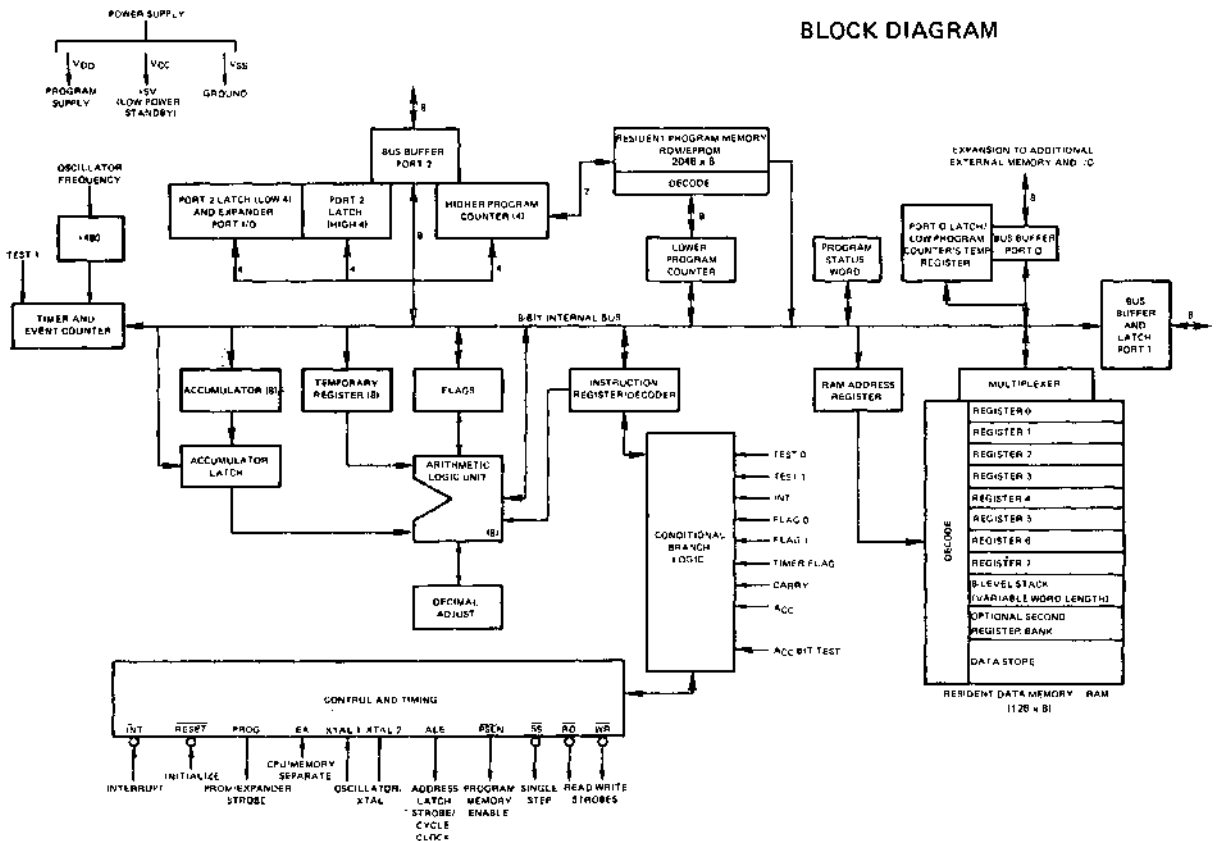 BLOCK DIAGRAM
POWER SUPPLY
VDD
VCC
VSS
PROGRAM
SUPPLY
+5V
(LOW POWER
STANDBY)
GROUND
8
BUS BUFFER
PORT 2
RESIDENT PROGRAM MEMORY
ROM/EPROM
2048 x 8
DECODE
EXPANSION TO ADDITIONAL
EXTERNAL MEMORY AND
OSCILLATOR
FREQUENCY
÷480
TEST 1
PORT 2 LATCH (LOW 4)
AND EXPANDER
PORT I/O
PORT 2
LATCH
(HIGH 4)
HIGHER PROGRAM
COUNTER (4)
7
8
8
8
4
4
4
LOWER
PROGRAM
COUNTER
PROGRAM
STATUS
WORD
PORT 0 LATCH/
LOW PROGRAM
COUNTER'S TEMP
REGISTER
BUS BUFFER
PORT 0
TIMER AND
EVENT COUNTER
8-BIT INTERNAL BUS
BUS
BUFFER
AND
LATCH
PORT 1
8
ACCUMULATOR (8)
TEMPORARY
REGISTER (8)
FLAGS
INSTRUCTION
REGISTER/DECODER
RAM ADDRESS
REGISTER
MULTIPLEXER
ACCUMULATOR
LATCH
ARITHMETIC
LOGIC UNIT
(8)
DECIMAL
ADJUST
CONDITIONAL
BRANCH
LOGIC
TEST 0
TEST 1
INT
FLAG 0
FLAG 1
TIMER FLAG
CARRY
ACC
ACC BIT TEST
DECODE
REGISTER 0
REGISTER 1
REGISTER 2
REGISTER 3
REGISTER 4
REGISTER 5
REGISTER 6
REGISTER 7
8-LEVEL STACK
(VARIABLE WORD LENGTH)
OPTIONAL SECOND
REGISTER BANK
DATA STORE
RESIDENT DATA MEMORY RAM
(128 x 8)
CONTROL AND TIMING
INT RESET PROG EA XTAL 1 XTAL 2 ALE PSEN SS RD WR
INTERRUPT
INITIALIZE
PROM/EXPANDER
STROBE
CPU/MEMORY
SEPARATE
OSCILLATOR/
XTAL
ADDRESS
LATCH
STROBE/
CYCLE
CLOCK
PROGRAM
MEMORY
ENABLE
SINGLE
STEP
READ WRITE
STROBES